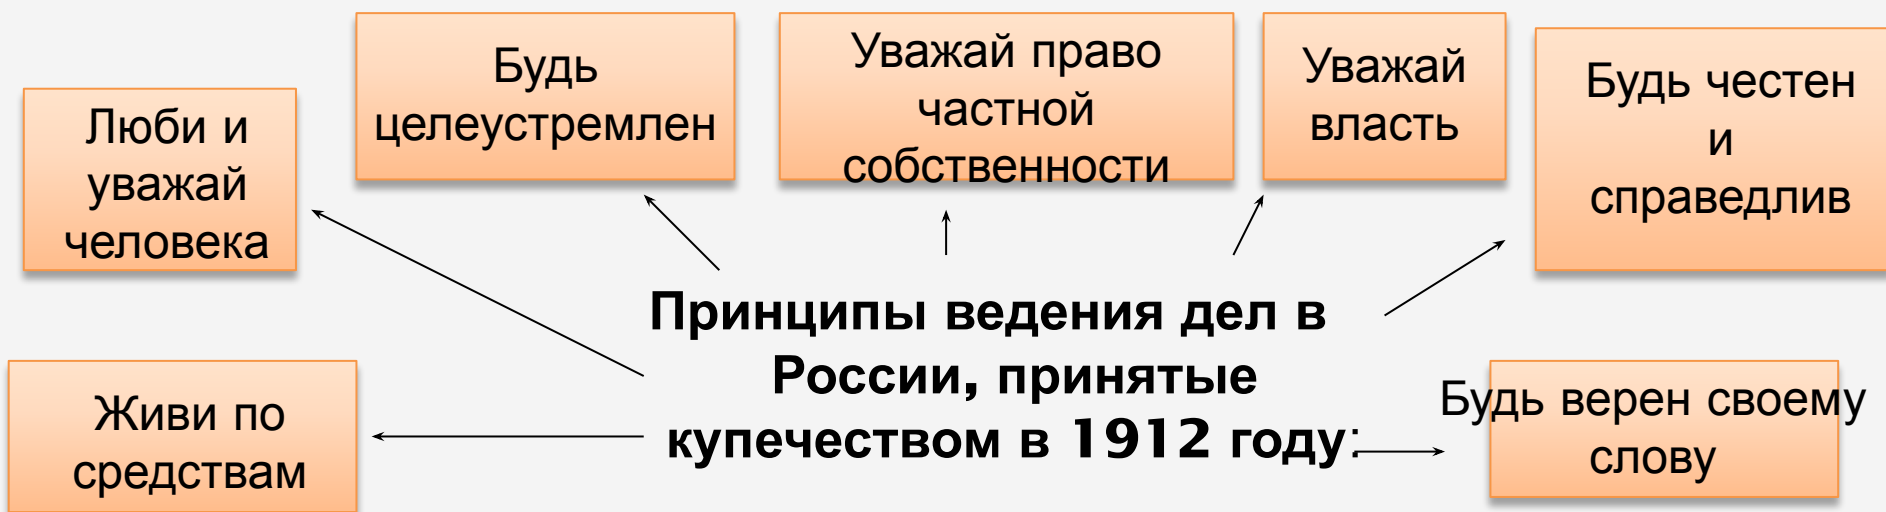 Будь
целеустремлен
Уважай право
частной
собственности
Уважай
власть
Будь честен
и
справедлив
Люби и
уважай
человека
Принципы ведения дел в
России, принятые
купечеством в 1912 году:
Живи по
средствам
Будь верен своему
слову